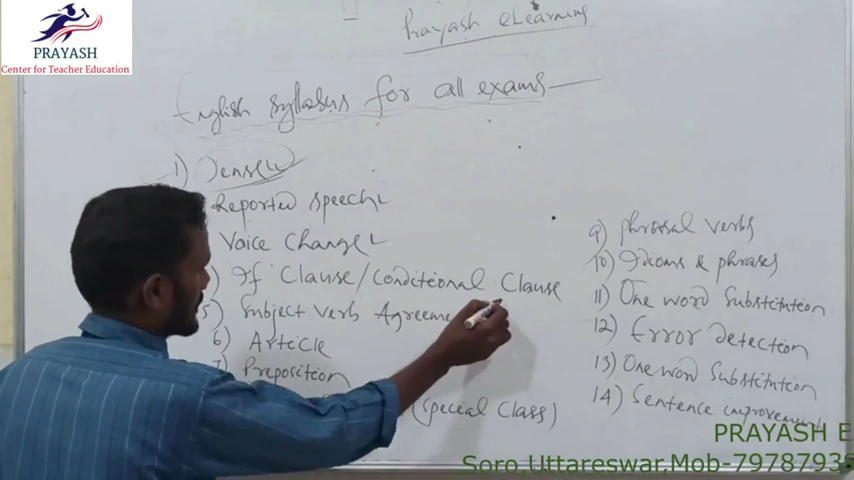 PRAYASH
Center for Teacher Education
Prayash eLearning
English syllabus for all exams
1) Tense
Reported speech
Voice Change
) If Clause/Conditional Clause
5) Subject Verb Agreeme
6) Article
7) Preposition
(special Class)
9) Phrasal verbs
10) Idioms & phrases
11) One word Substitution
12) Error detection
13) One word Substitution
14) Sentence improvement
PRAYASH E
Soro,Uttareswar,Mob-7978793